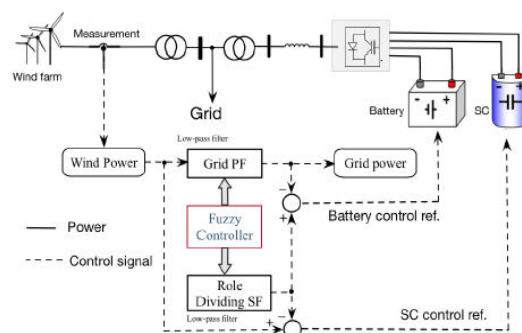 Measurement
Wind farm
Grid
Battery
SC
Low-pass filter
Wind Power
Grid PF
Grid power
Fuzzy
Controller
Battery control ref.
Power
Control signal
Role
Dividing SF
Low-pass filter
SC control ref.